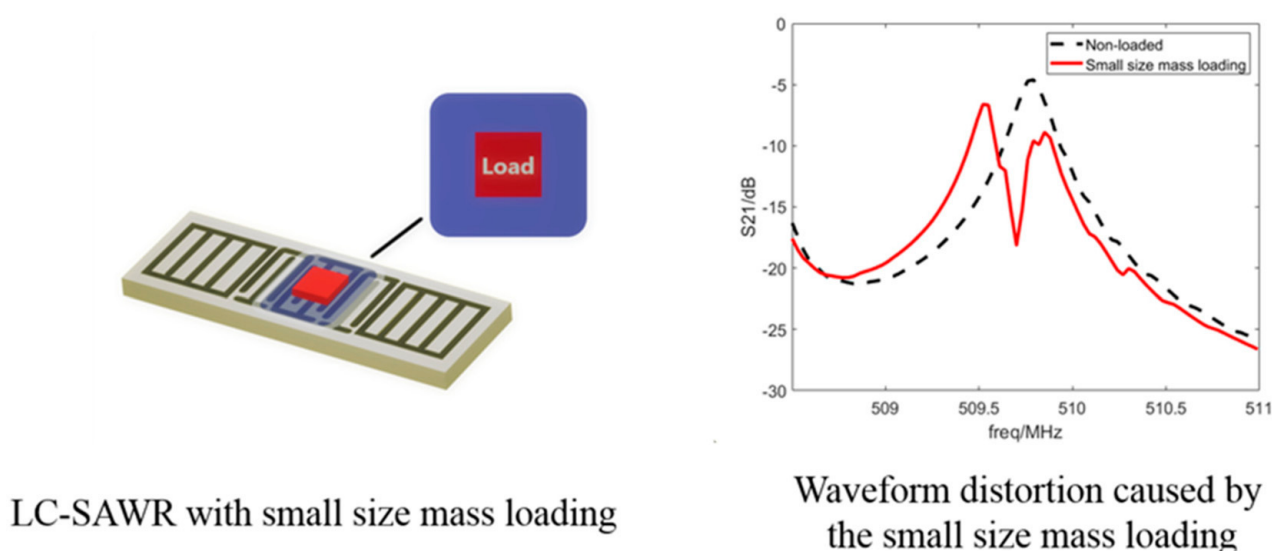 Load
LC-SAWR with small size mass loading
0
-5
-10
-15
-20
-25
-30
S21/dB
Non-loaded
Small size mass loading
509
509.5
510
510.5
511
freq/MHz
Waveform distortion caused by
the small size mass loading